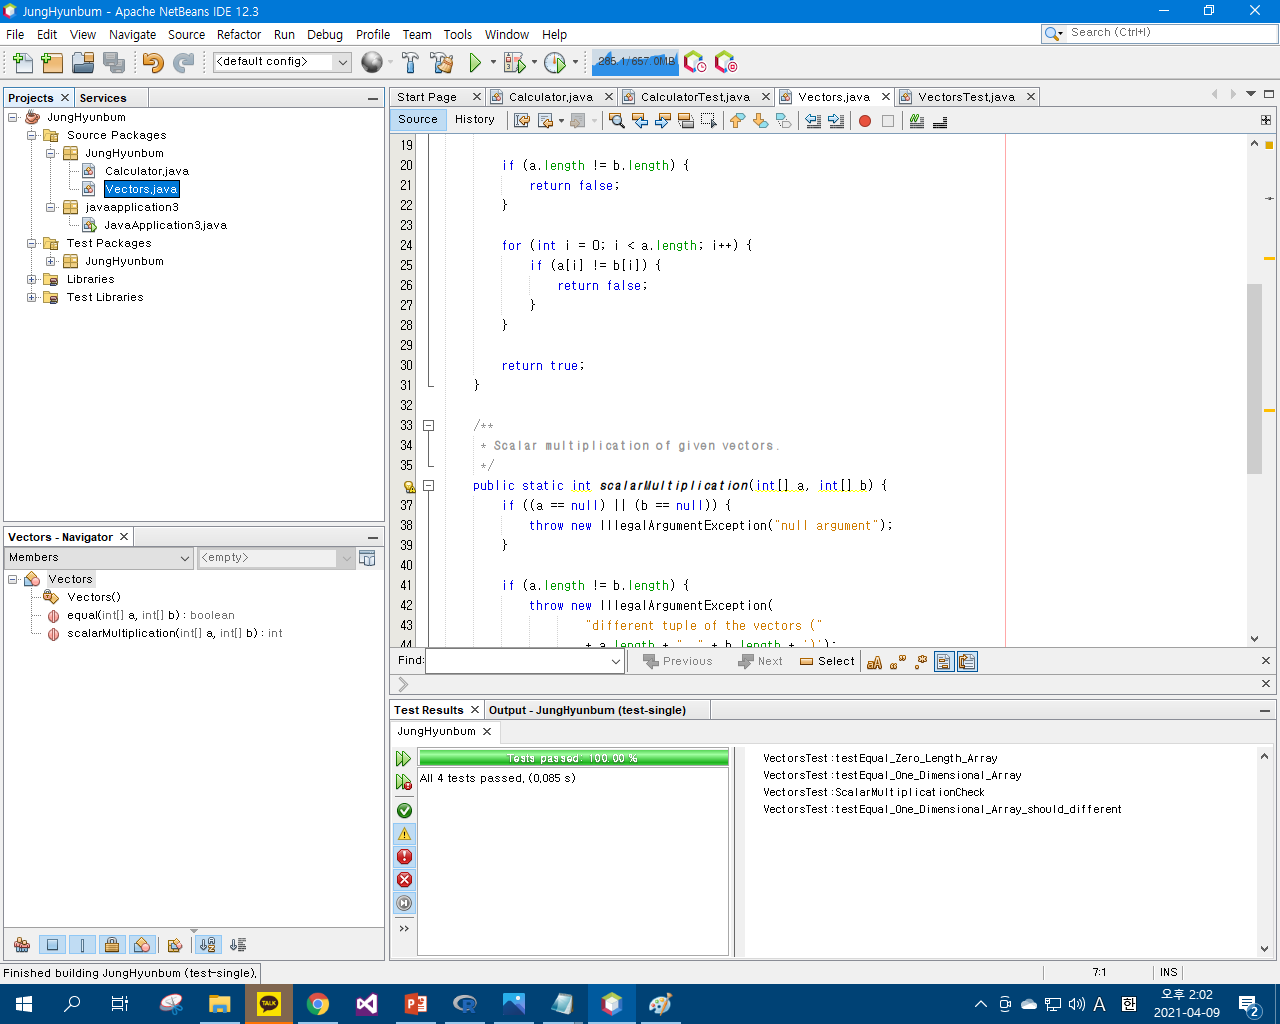 JungHyunbum - Apache NetBeans IDE 12.3
File Edit View Navigate Source Refactor Run Debug Profile Team Tools Window Help
Search (Ctrl+I)
<default config>
Projects Services
JungHyunbum
Source Packages
JungHyunbum
Calculator.java
Vectors.java
javaapplication3
JavaApplication3.java
Test Packages
JungHyunbum
Libraries
Test Libraries
Vectors - Navigator
Members
<empty>
Vectors
Vectors()
equal(int[] a, int[] b) : boolean
scalarMultiplication(int[] a, int[] b) : int
Start Page Calculator.java CalculatorTest.java Vectors.java VectorsTest.java
Source History
19
20 if (a.length != b.length) {
21 return false;
22 }
23
24 for (int i = 0; i < a.length; i++) {
25 if (a[i] != b[i]) {
26 return false;
27 }
28 }
29
30 return true;
31 }
32
33 /**
34 * Scalar multiplication of given vectors.
35 */
public static int scalarMultiplication(int[] a, int[] b) {
37 if ((a == null) || (b == null)) {
38 throw new IllegalArgumentException("null argument");
39 }
40
41 if (a.length != b.length) {
42 throw new IllegalArgumentException(
43 "different tuple of the vectors ("
44 + a.length + ", " + b.length + ')');
Find: Previous Next Select
Test Results Output - JungHyunbum (test-single)
JungHyunbum
Tests passed: 100.00 %
All 4 tests passed. (0.085 s)
VectorsTest:testEqual_Zero_Length_Array
VectorsTest:testEqual_One_Dimensional_Array
VectorsTest:ScalarMultiplicationCheck
VectorsTest:testEqual_One_Dimensional_Array_should_different
Finished building JungHyunbum (test-single).
7:1 INS
TALK
A 한
오후 2:02
2021-04-09
2